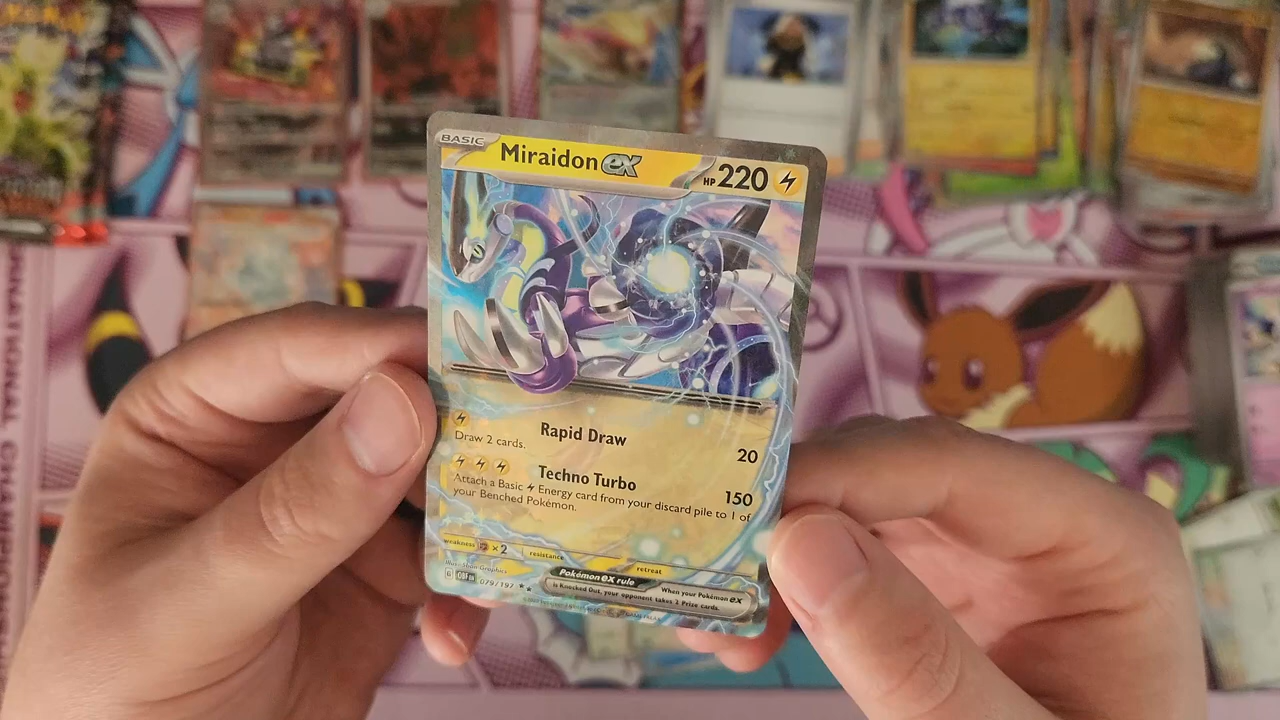 BASIC
Miraidon ex
HP 220
Rapid Draw
20
Draw 2 cards.
Techno Turbo
150
Attach a Basic Energy card from your discard pile to 1 of
your Benched Pokémon.
weakness ×2
resistance
retreat
Pokémon ex rule
When your Pokémon ex
is Knocked Out, your opponent takes 2 Prize cards.
G OBF EN 079/197